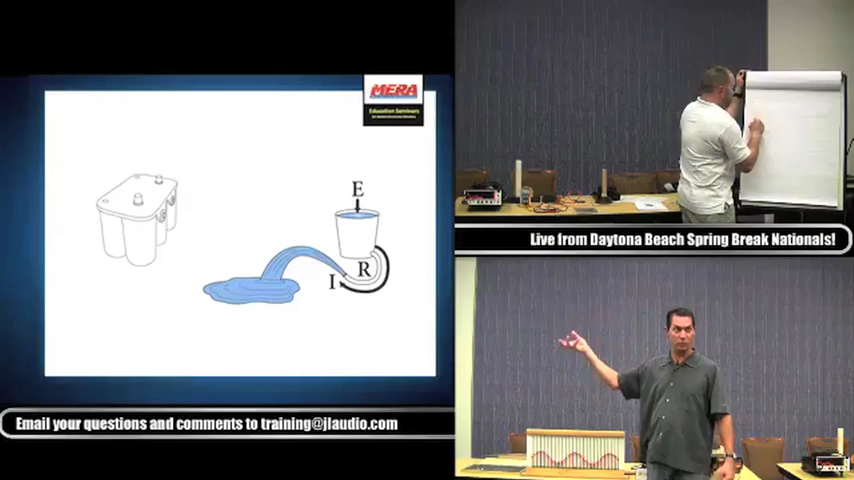 MERA
Education Seminars
E
R
I
Live from Daytona Beach Spring Break Nationals!
Email your questions and comments to training@jlaudio.com